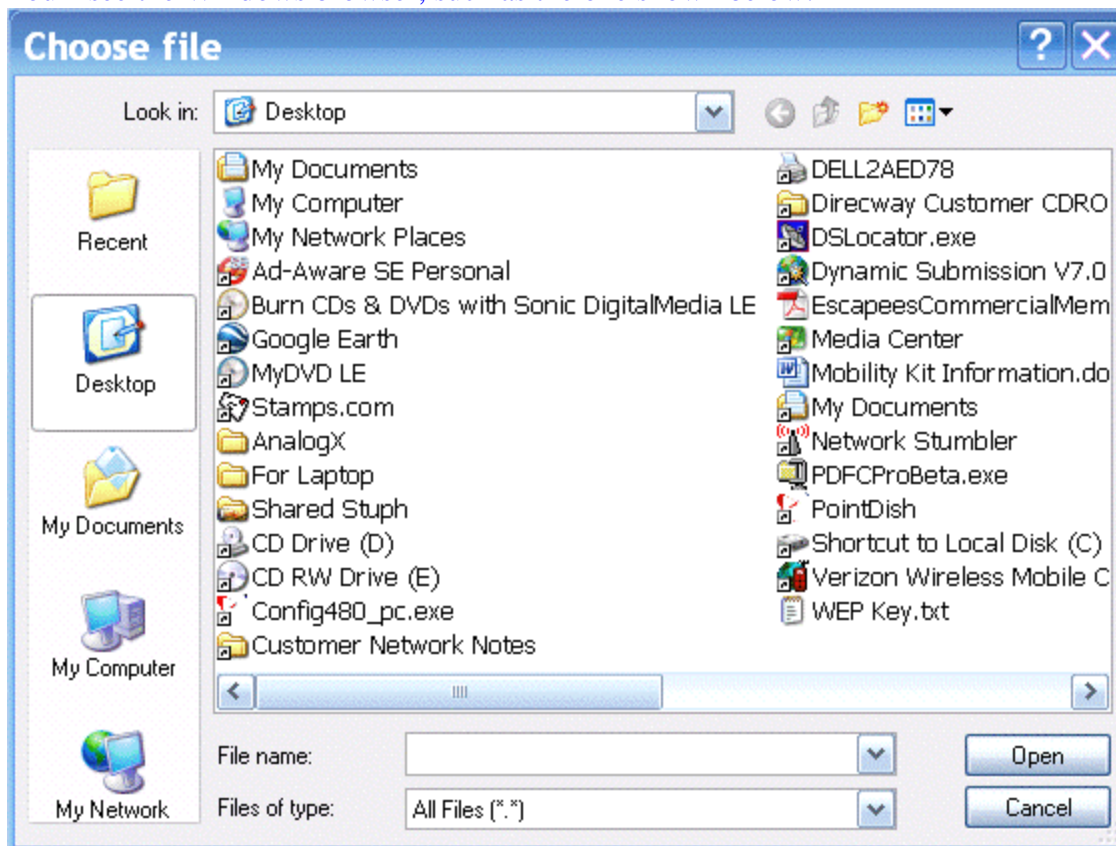 Choose file
Look in: Desktop
Recent
Desktop
My Documents
My Computer
My Network
My Documents
My Computer
My Network Places
Ad-Aware SE Personal
Burn CDs & DVDs with Sonic DigitalMedia LE
Google Earth
MyDVD LE
Stamps.com
AnalogX
For Laptop
Shared Stuph
CD Drive (D)
CD RW Drive (E)
Config480_pc.exe
Customer Network Notes
DELL2AED78
Direcway Customer CDRO
DSLocator.exe
Dynamic Submission V7.0
EscapeesCommercialMem
Media Center
Mobility Kit Information.do
My Documents
Network Stumbler
PDFCProBeta.exe
PointDish
Shortcut to Local Disk (C)
Verizon Wireless Mobile C
WEP Key.txt
File name:
Open
Files of type: All Files (*.*)
Cancel